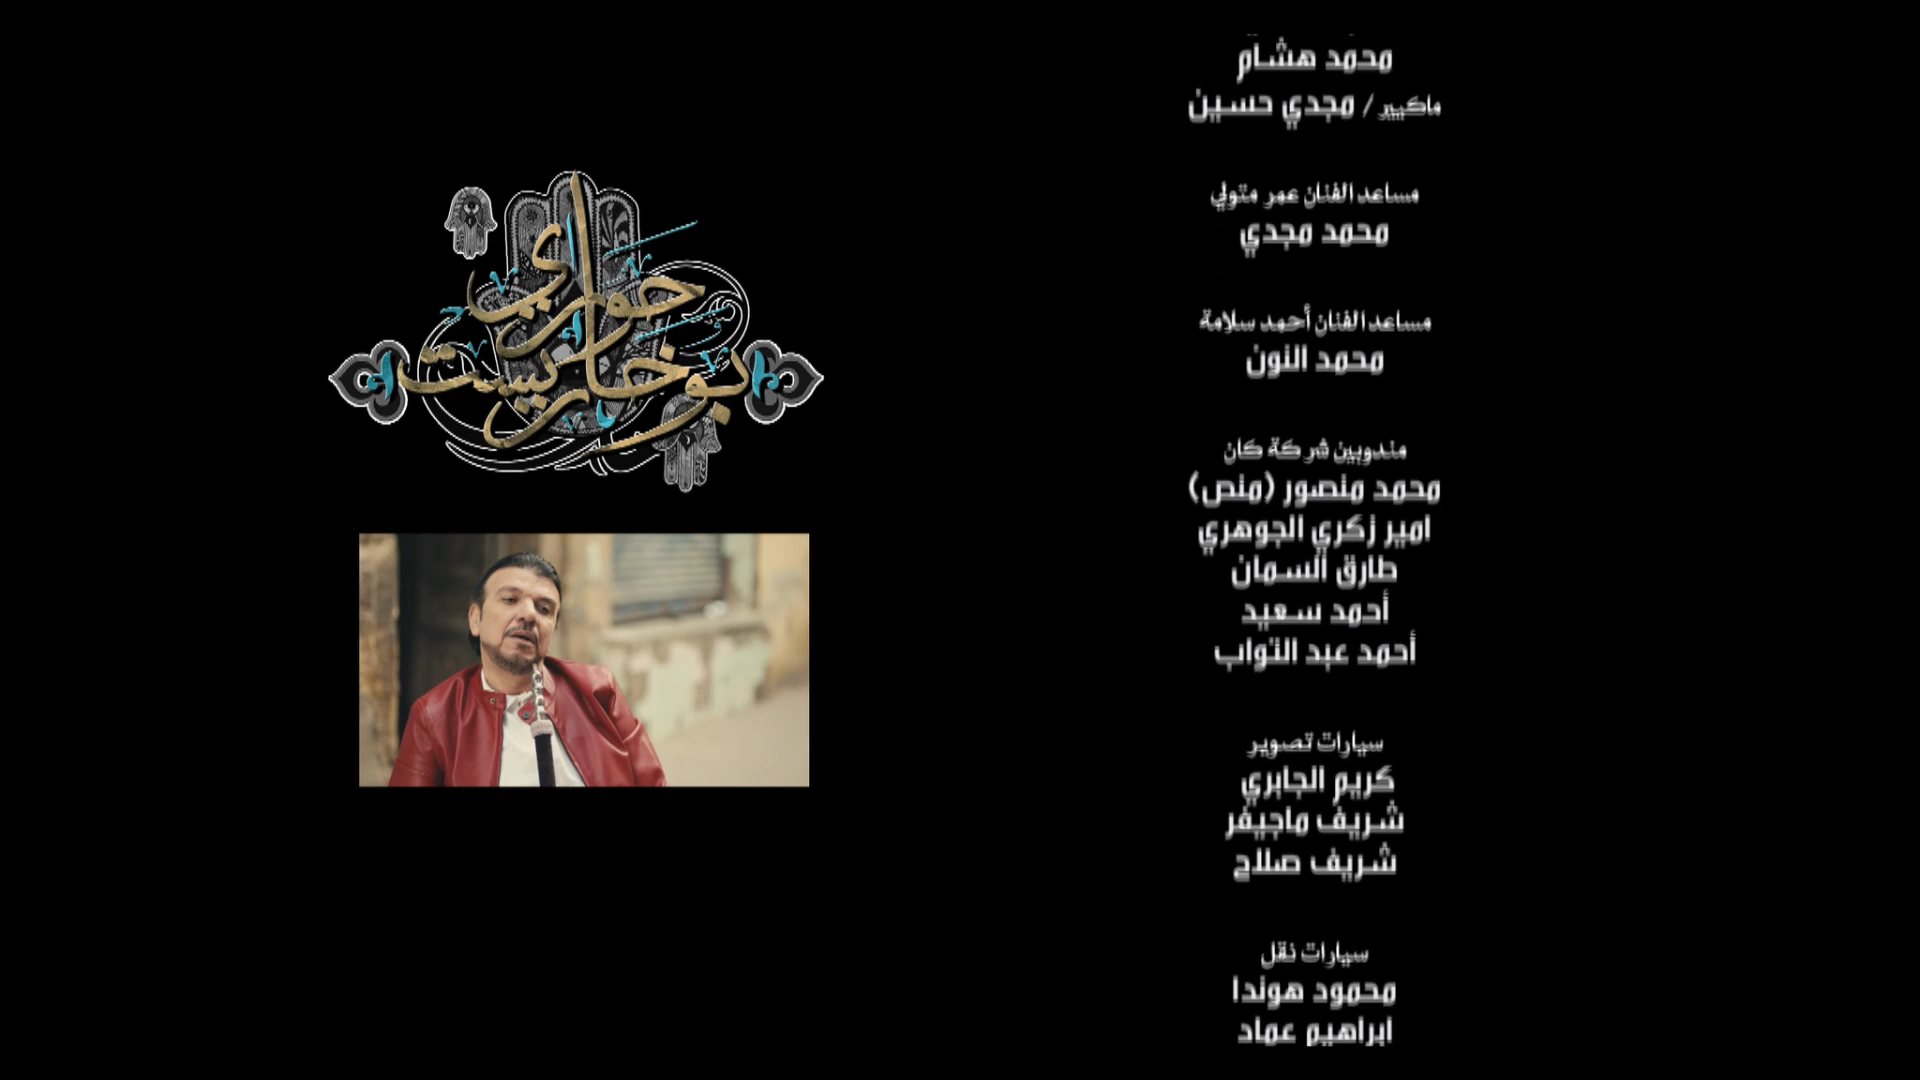 حواري
بوخاريست
محمد هشام
ماكيير / مجدي حسين
مساعد الفنان عمر متولي
محمد مجدي
مساعد الفنان أحمد سلامة
محمد النون
مندوبين شركة كان
محمد منصور (منص)
امير زكري الجوهري
طارق السمان
أحمد سعيد
أحمد عبد التواب
سيارات تصوير
كريم الجابري
شريف ماجيفر
شريف صلاح
سيارات نقل
محمود هوندا
ابراهيم عماد